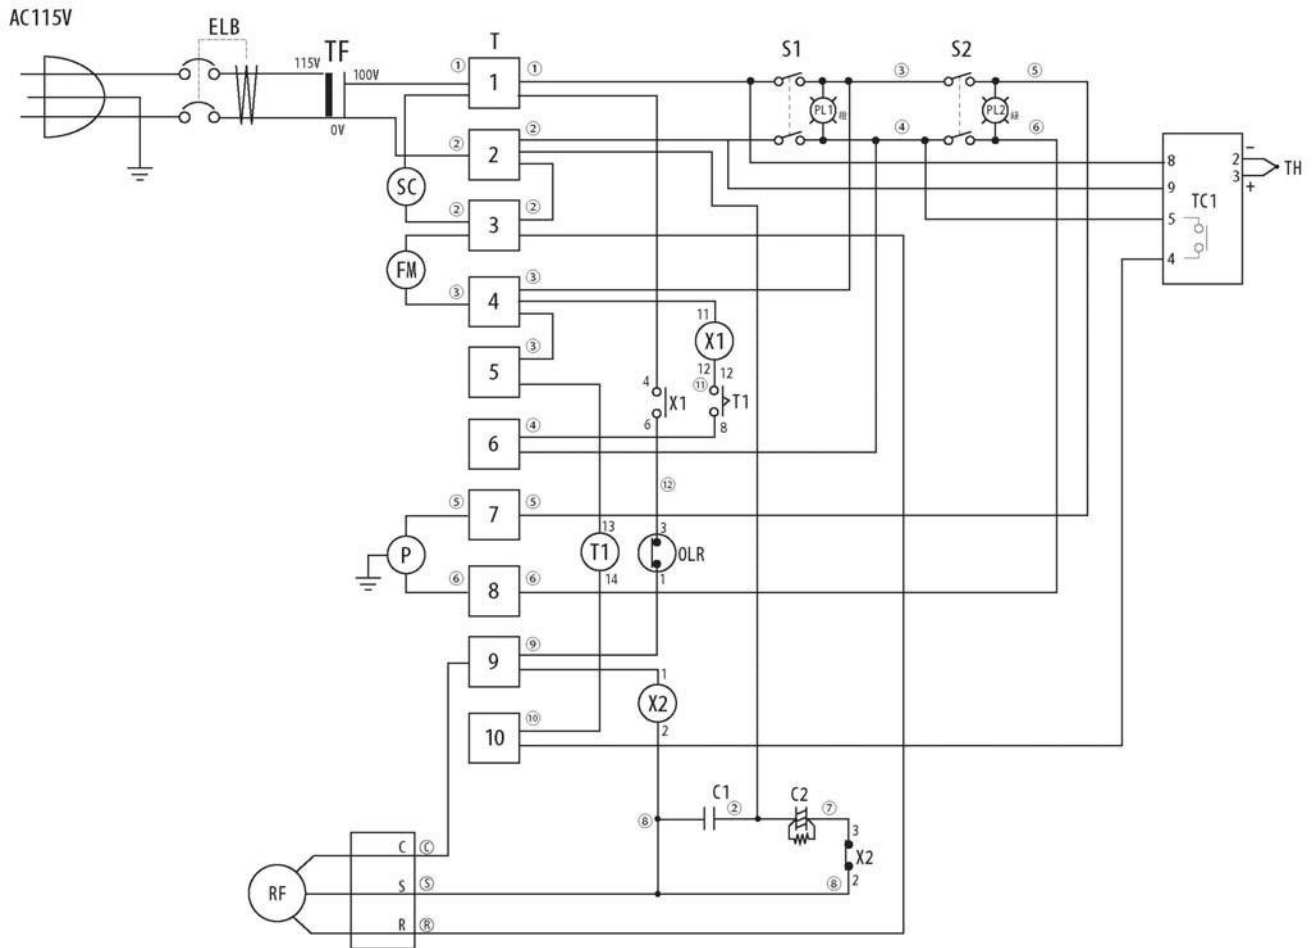 AC115V
ELB
TF
115V
100V
0V
T
① 1 ①
S1
S2
③
⑤
PL1
橙
PL2
緑
② 2 ②
④
⑥
SC
② 3 ②
FM
③ 4 ③
③
5
④
6
⑤ 7 ⑤
P
⑥ 8 ⑥
⑨
9
⑩
10
11
X1
12
12
⑪
T1
8
4
X1
6
⑫
13
T1
14
3
OLR
1
1
X2
2
C1
②
C2
⑦
⑧
3
X2
2
⑧
8
9
5
4
TC1
2
3
−
+
TH
RF
C Ⓒ
S Ⓢ
R Ⓡ